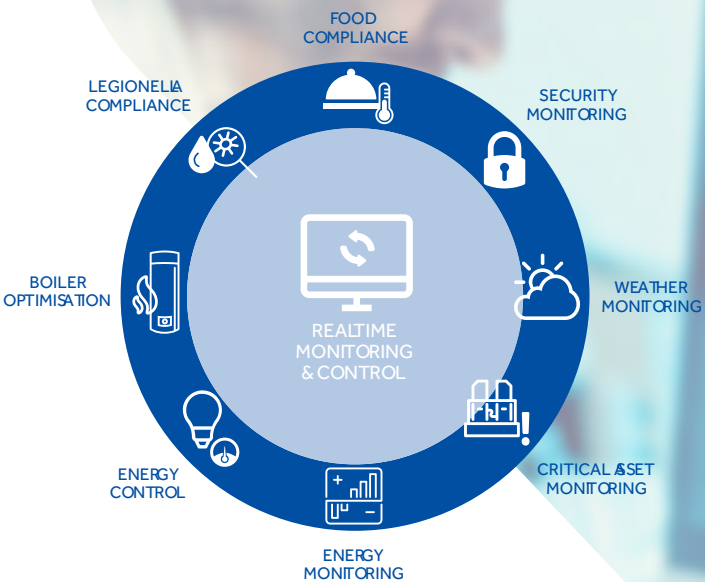 FOOD
COMPLIANCE
LEGIONELLA
COMPLIANCE
SECURITY
MONITORING
BOILER
OPTIMISATION
WEATHER
MONITORING
REALTIME
MONITORING
& CONTROL
ENERGY
CONTROL
CRITICAL ASSET
MONITORING
ENERGY
MONITORING